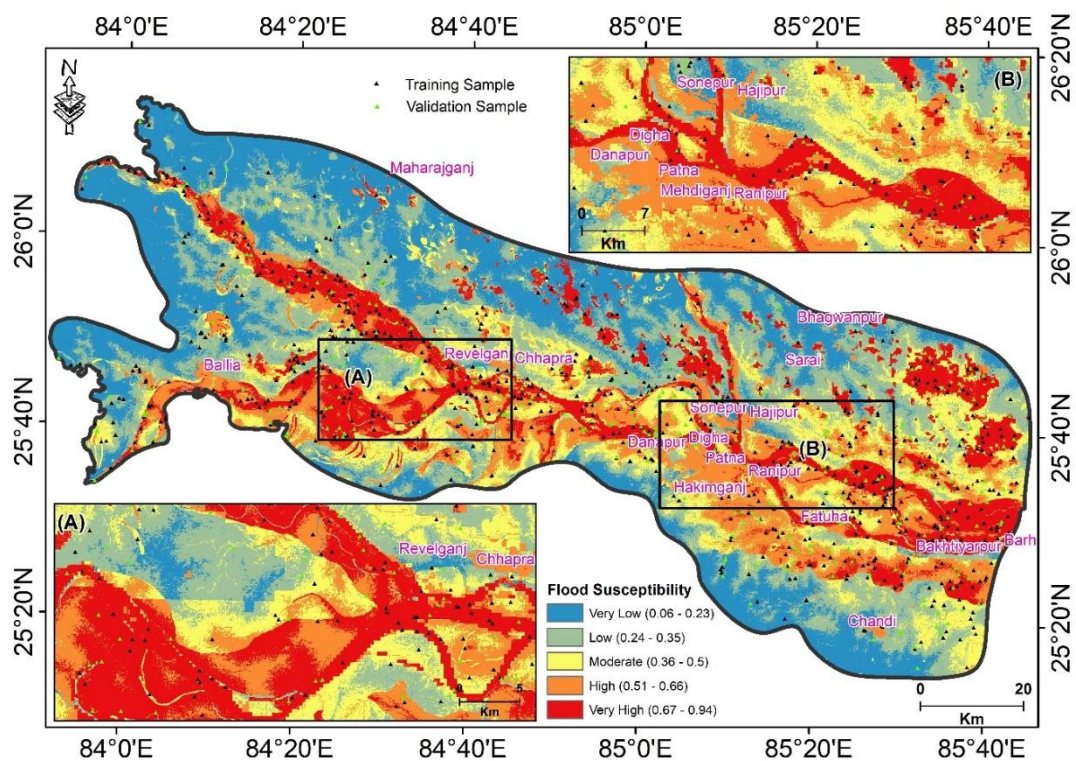 84°0'E 84°20'E 84°40'E 85°0'E 85°20'E 85°40'E
26°20'N
N
Training Sample
Validation Sample
(B)
Sonepur
Hajipur
Digha
Danapur
Patna
Mehdiganj Ranipur
0 7
Km
Maharajganj
26°0'N
26°0'N
Bhagwanpur
Ballia
Revelganj Chhapra
Sarai
(A)
25°40'N
25°40'N
Sonepur Hajipur
Danapur Digha
Patna
(B)
Ranipur
Hakimganj
Fatuha
Bakhtiyarpur Barh
(A)
Revelganj
Chhapra
0 5
Km
25°20'N
25°20'N
Flood Susceptibility
Very Low (0.06 - 0.23)
Low (0.24 - 0.35)
Moderate (0.36 - 0.5)
High (0.51 - 0.66)
Very High (0.67 - 0.94)
Chandi
0 20
Km
84°0'E 84°20'E 84°40'E 85°0'E 85°20'E 85°40'E